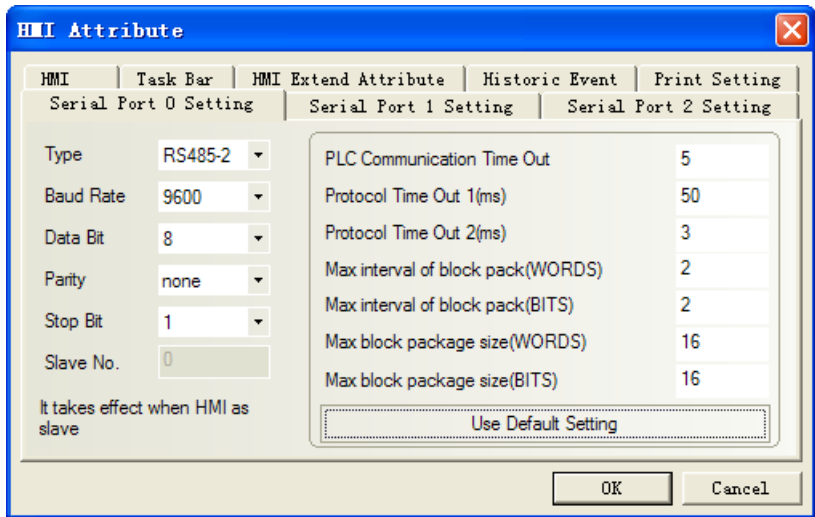 HMI Attribute
HMI Task Bar HMI Extend Attribute Historic Event Print Setting
Serial Port 0 Setting Serial Port 1 Setting Serial Port 2 Setting
Type RS485-2
Baud Rate 9600
Data Bit 8
Parity none
Stop Bit 1
Slave No. 0
It takes effect when HMI as
slave
PLC Communication Time Out 5
Protocol Time Out 1(ms) 50
Protocol Time Out 2(ms) 3
Max interval of block pack(WORDS) 2
Max interval of block pack(BITS) 2
Max block package size(WORDS) 16
Max block package size(BITS) 16
Use Default Setting
OK Cancel